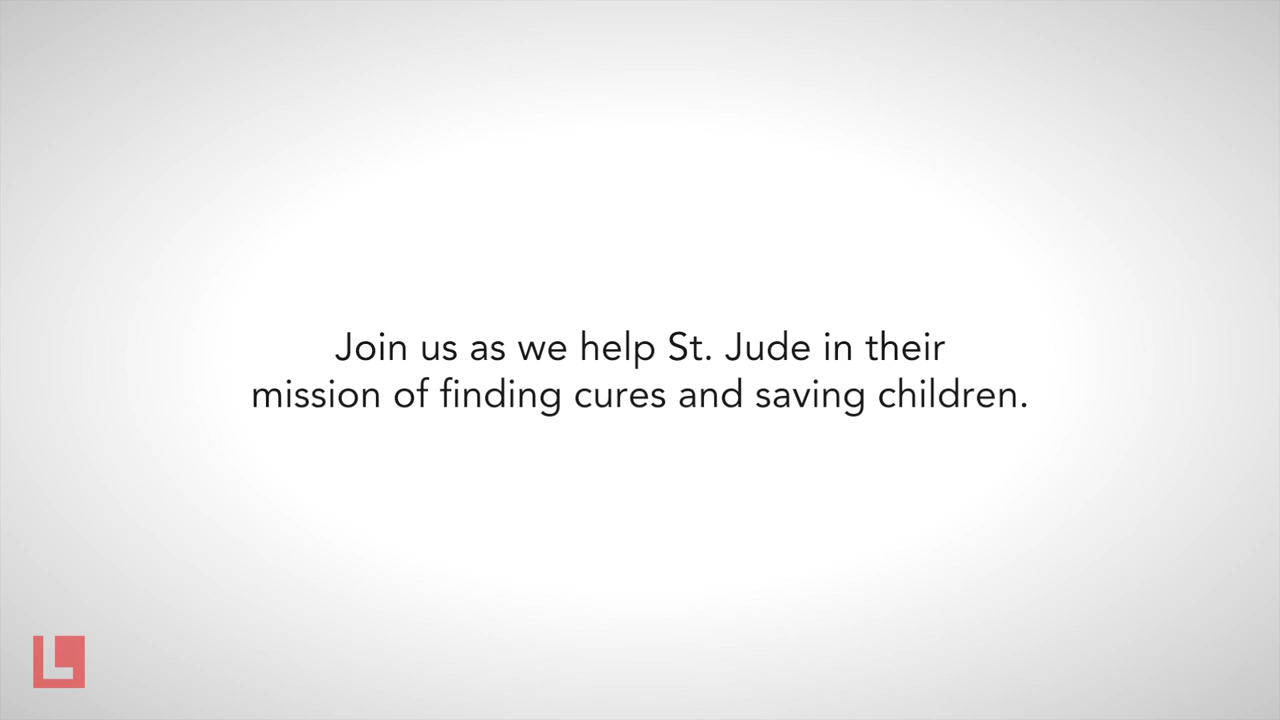 Join us as we help St. Jude in their
mission of finding cures and saving children.
L